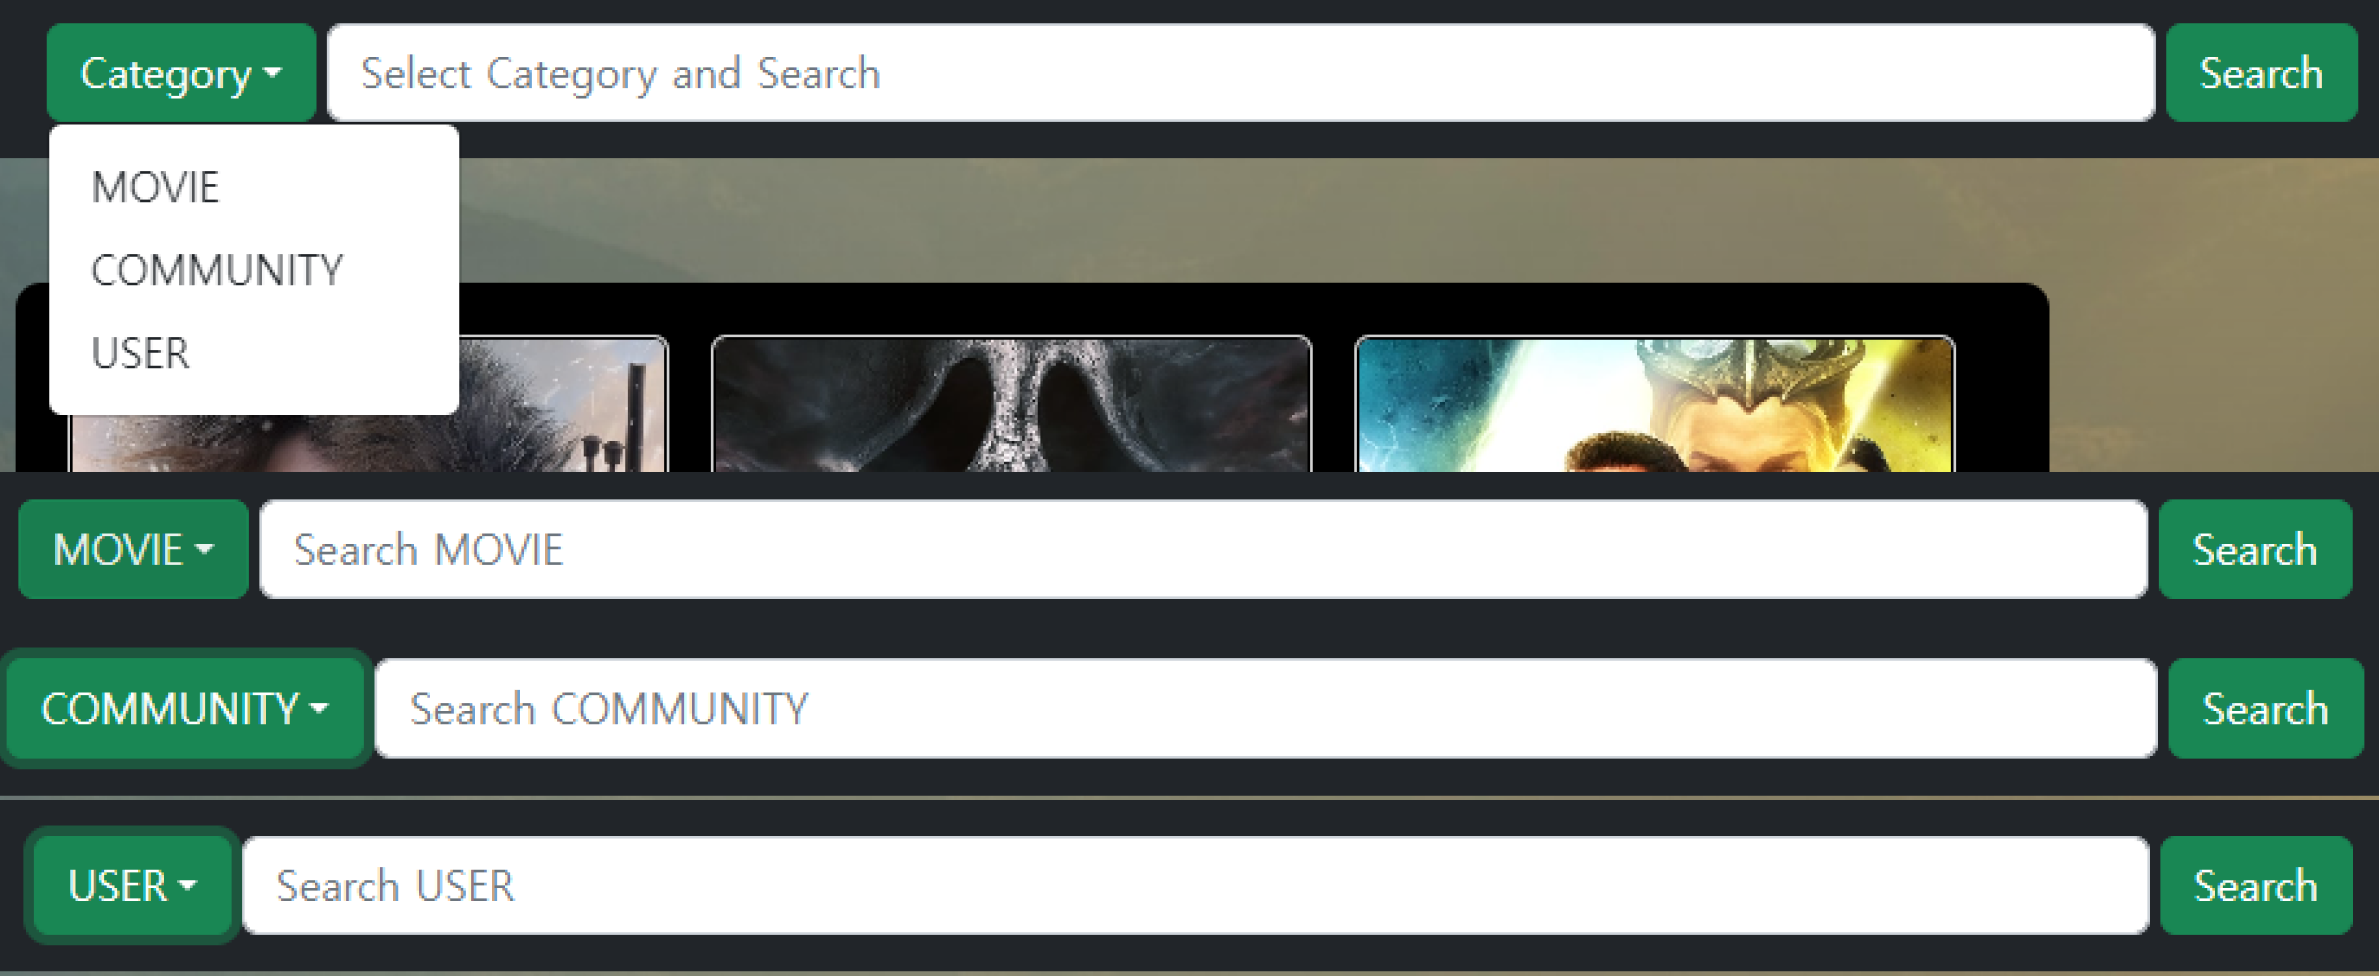 Category Select Category and Search Search
MOVIE
COMMUNITY
USER
MOVIE Search MOVIE Search
COMMUNITY Search COMMUNITY Search
USER Search USER Search